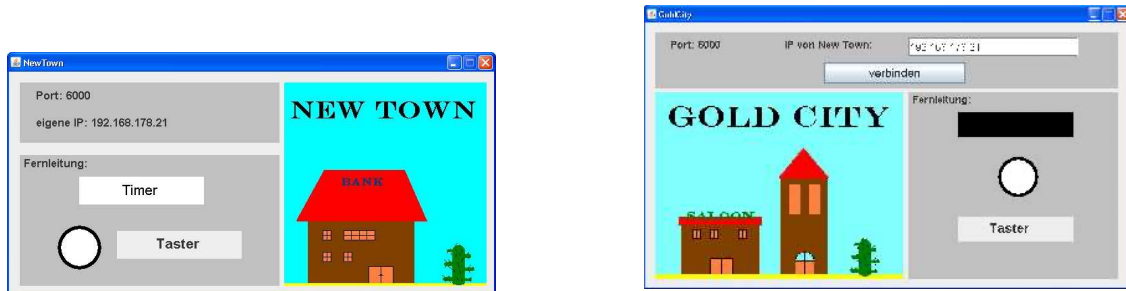 NewTown
Port: 6000
eigene IP: 192.168.178.21
Fernleitung:
Timer
Taster
NEW TOWN
BANK
GoldCity
Port: 6000
IP von New Town:
verbinden
GOLD CITY
SALOON
Fernleitung:
Taster